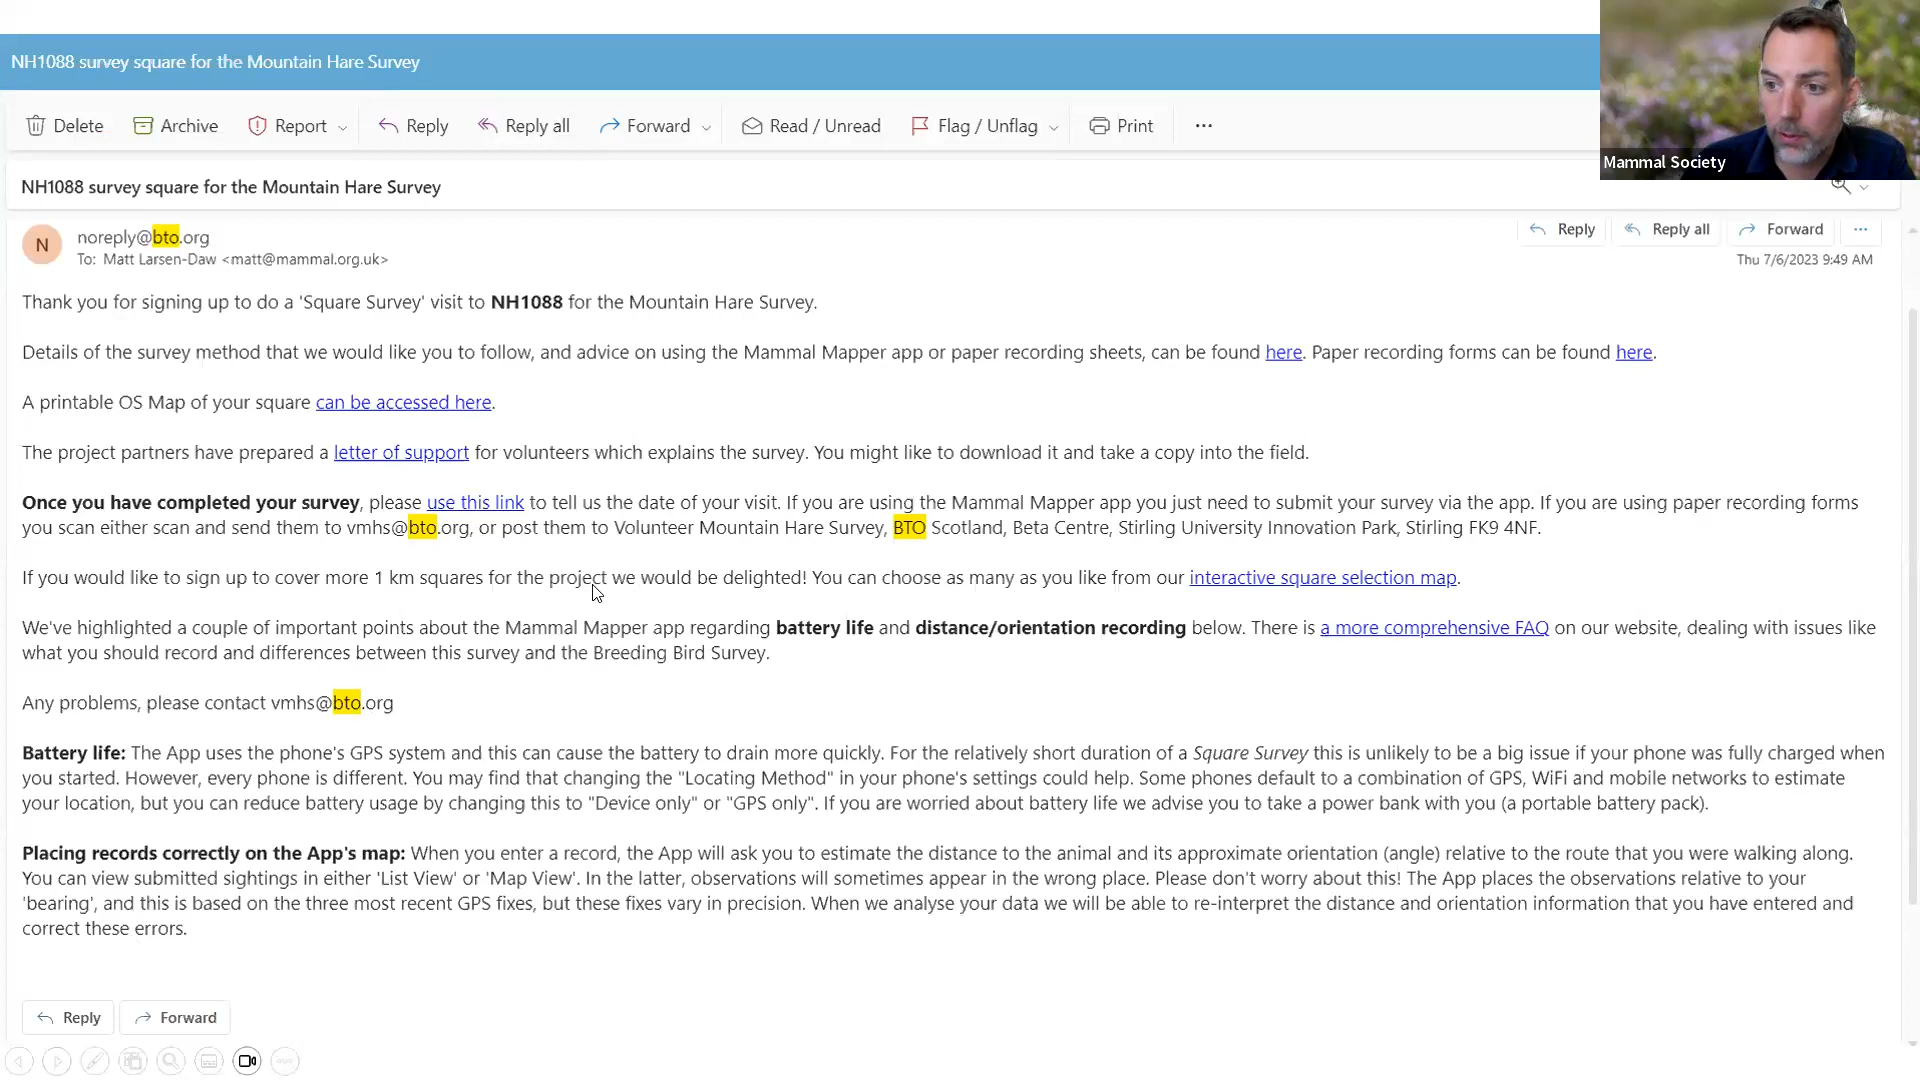 NH1088 survey square for the Mountain Hare Survey
Delete Archive Report Reply Reply all Forward Read / Unread Flag / Unflag Print ...
Mammal Society
NH1088 survey square for the Mountain Hare Survey
N
noreply@bto.org
To: Matt Larsen-Daw <matt@mammal.org.uk>
Reply Reply all Forward ...
Thu 7/6/2023 9:49 AM
Thank you for signing up to do a 'Square Survey' visit to NH1088 for the Mountain Hare Survey.
Details of the survey method that we would like you to follow, and advice on using the Mammal Mapper app or paper recording sheets, can be found here. Paper recording forms can be found here.
A printable OS Map of your square can be accessed here.
The project partners have prepared a letter of support for volunteers which explains the survey. You might like to download it and take a copy into the field.
Once you have completed your survey, please use this link to tell us the date of your visit. If you are using the Mammal Mapper app you just need to submit your survey via the app. If you are using paper recording forms
you scan either scan and send them to vmhs@bto.org, or post them to Volunteer Mountain Hare Survey, BTO Scotland, Beta Centre, Stirling University Innovation Park, Stirling FK9 4NF.
If you would like to sign up to cover more 1 km squares for the project we would be delighted! You can choose as many as you like from our interactive square selection map.
We've highlighted a couple of important points about the Mammal Mapper app regarding battery life and distance/orientation recording below. There is a more comprehensive FAQ on our website, dealing with issues like
what you should record and differences between this survey and the Breeding Bird Survey.
Any problems, please contact vmhs@bto.org
Battery life: The App uses the phone's GPS system and this can cause the battery to drain more quickly. For the relatively short duration of a Square Survey this is unlikely to be a big issue if your phone was fully charged when
you started. However, every phone is different. You may find that changing the "Locating Method" in your phone's settings could help. Some phones default to a combination of GPS, WiFi and mobile networks to estimate
your location, but you can reduce battery usage by changing this to "Device only" or "GPS only". If you are worried about battery life we advise you to take a power bank with you (a portable battery pack).
Placing records correctly on the App's map: When you enter a record, the App will ask you to estimate the distance to the animal and its approximate orientation (angle) relative to the route that you were walking along.
You can view submitted sightings in either 'List View' or 'Map View'. In the latter, observations will sometimes appear in the wrong place. Please don't worry about this! The App places the observations relative to your
'bearing', and this is based on the three most recent GPS fixes, but these fixes vary in precision. When we analyse your data we will be able to re-interpret the distance and orientation information that you have entered and
correct these errors.
Reply Forward